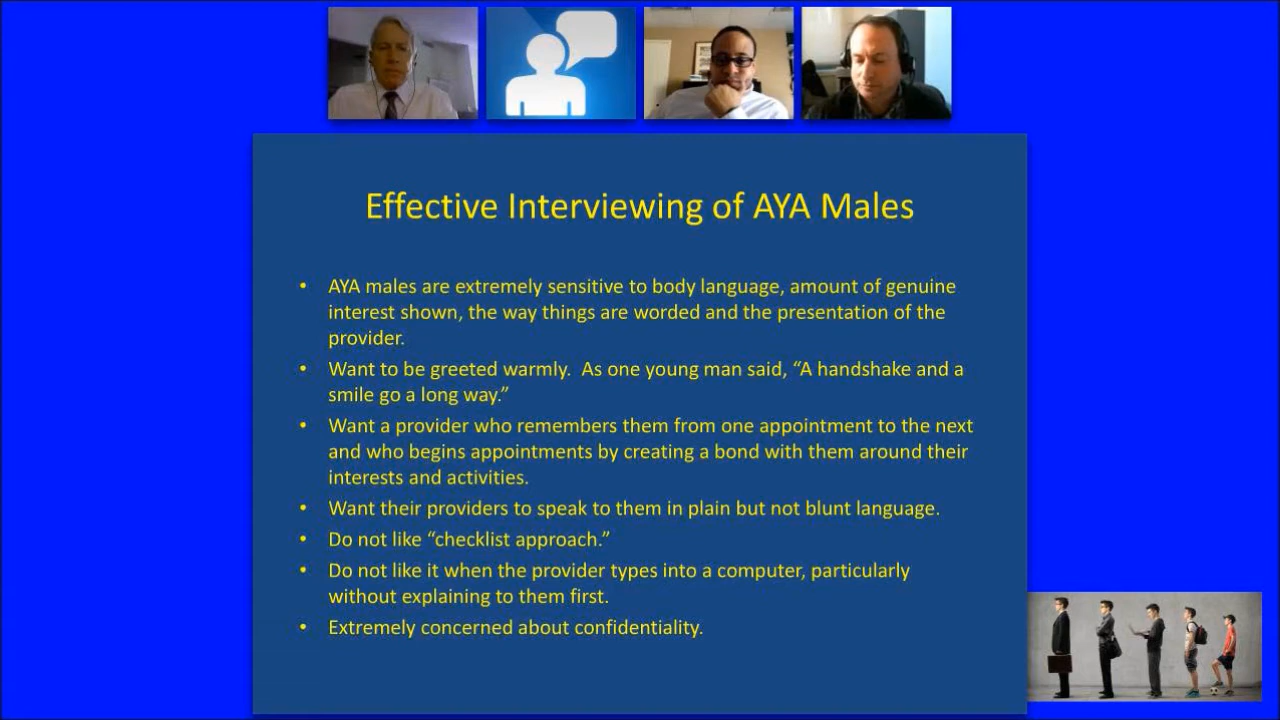 Effective Interviewing of AYA Males
• AYA males are extremely sensitive to body language, amount of genuine
interest shown, the way things are worded and the presentation of the
provider.
• Want to be greeted warmly.  As one young man said, “A handshake and a
smile go a long way.”
• Want a provider who remembers them from one appointment to the next
and who begins appointments by creating a bond with them around their
interests and activities.
• Want their providers to speak to them in plain but not blunt language.
• Do not like “checklist approach.”
• Do not like it when the provider types into a computer, particularly
without explaining to them first.
• Extremely concerned about confidentiality.